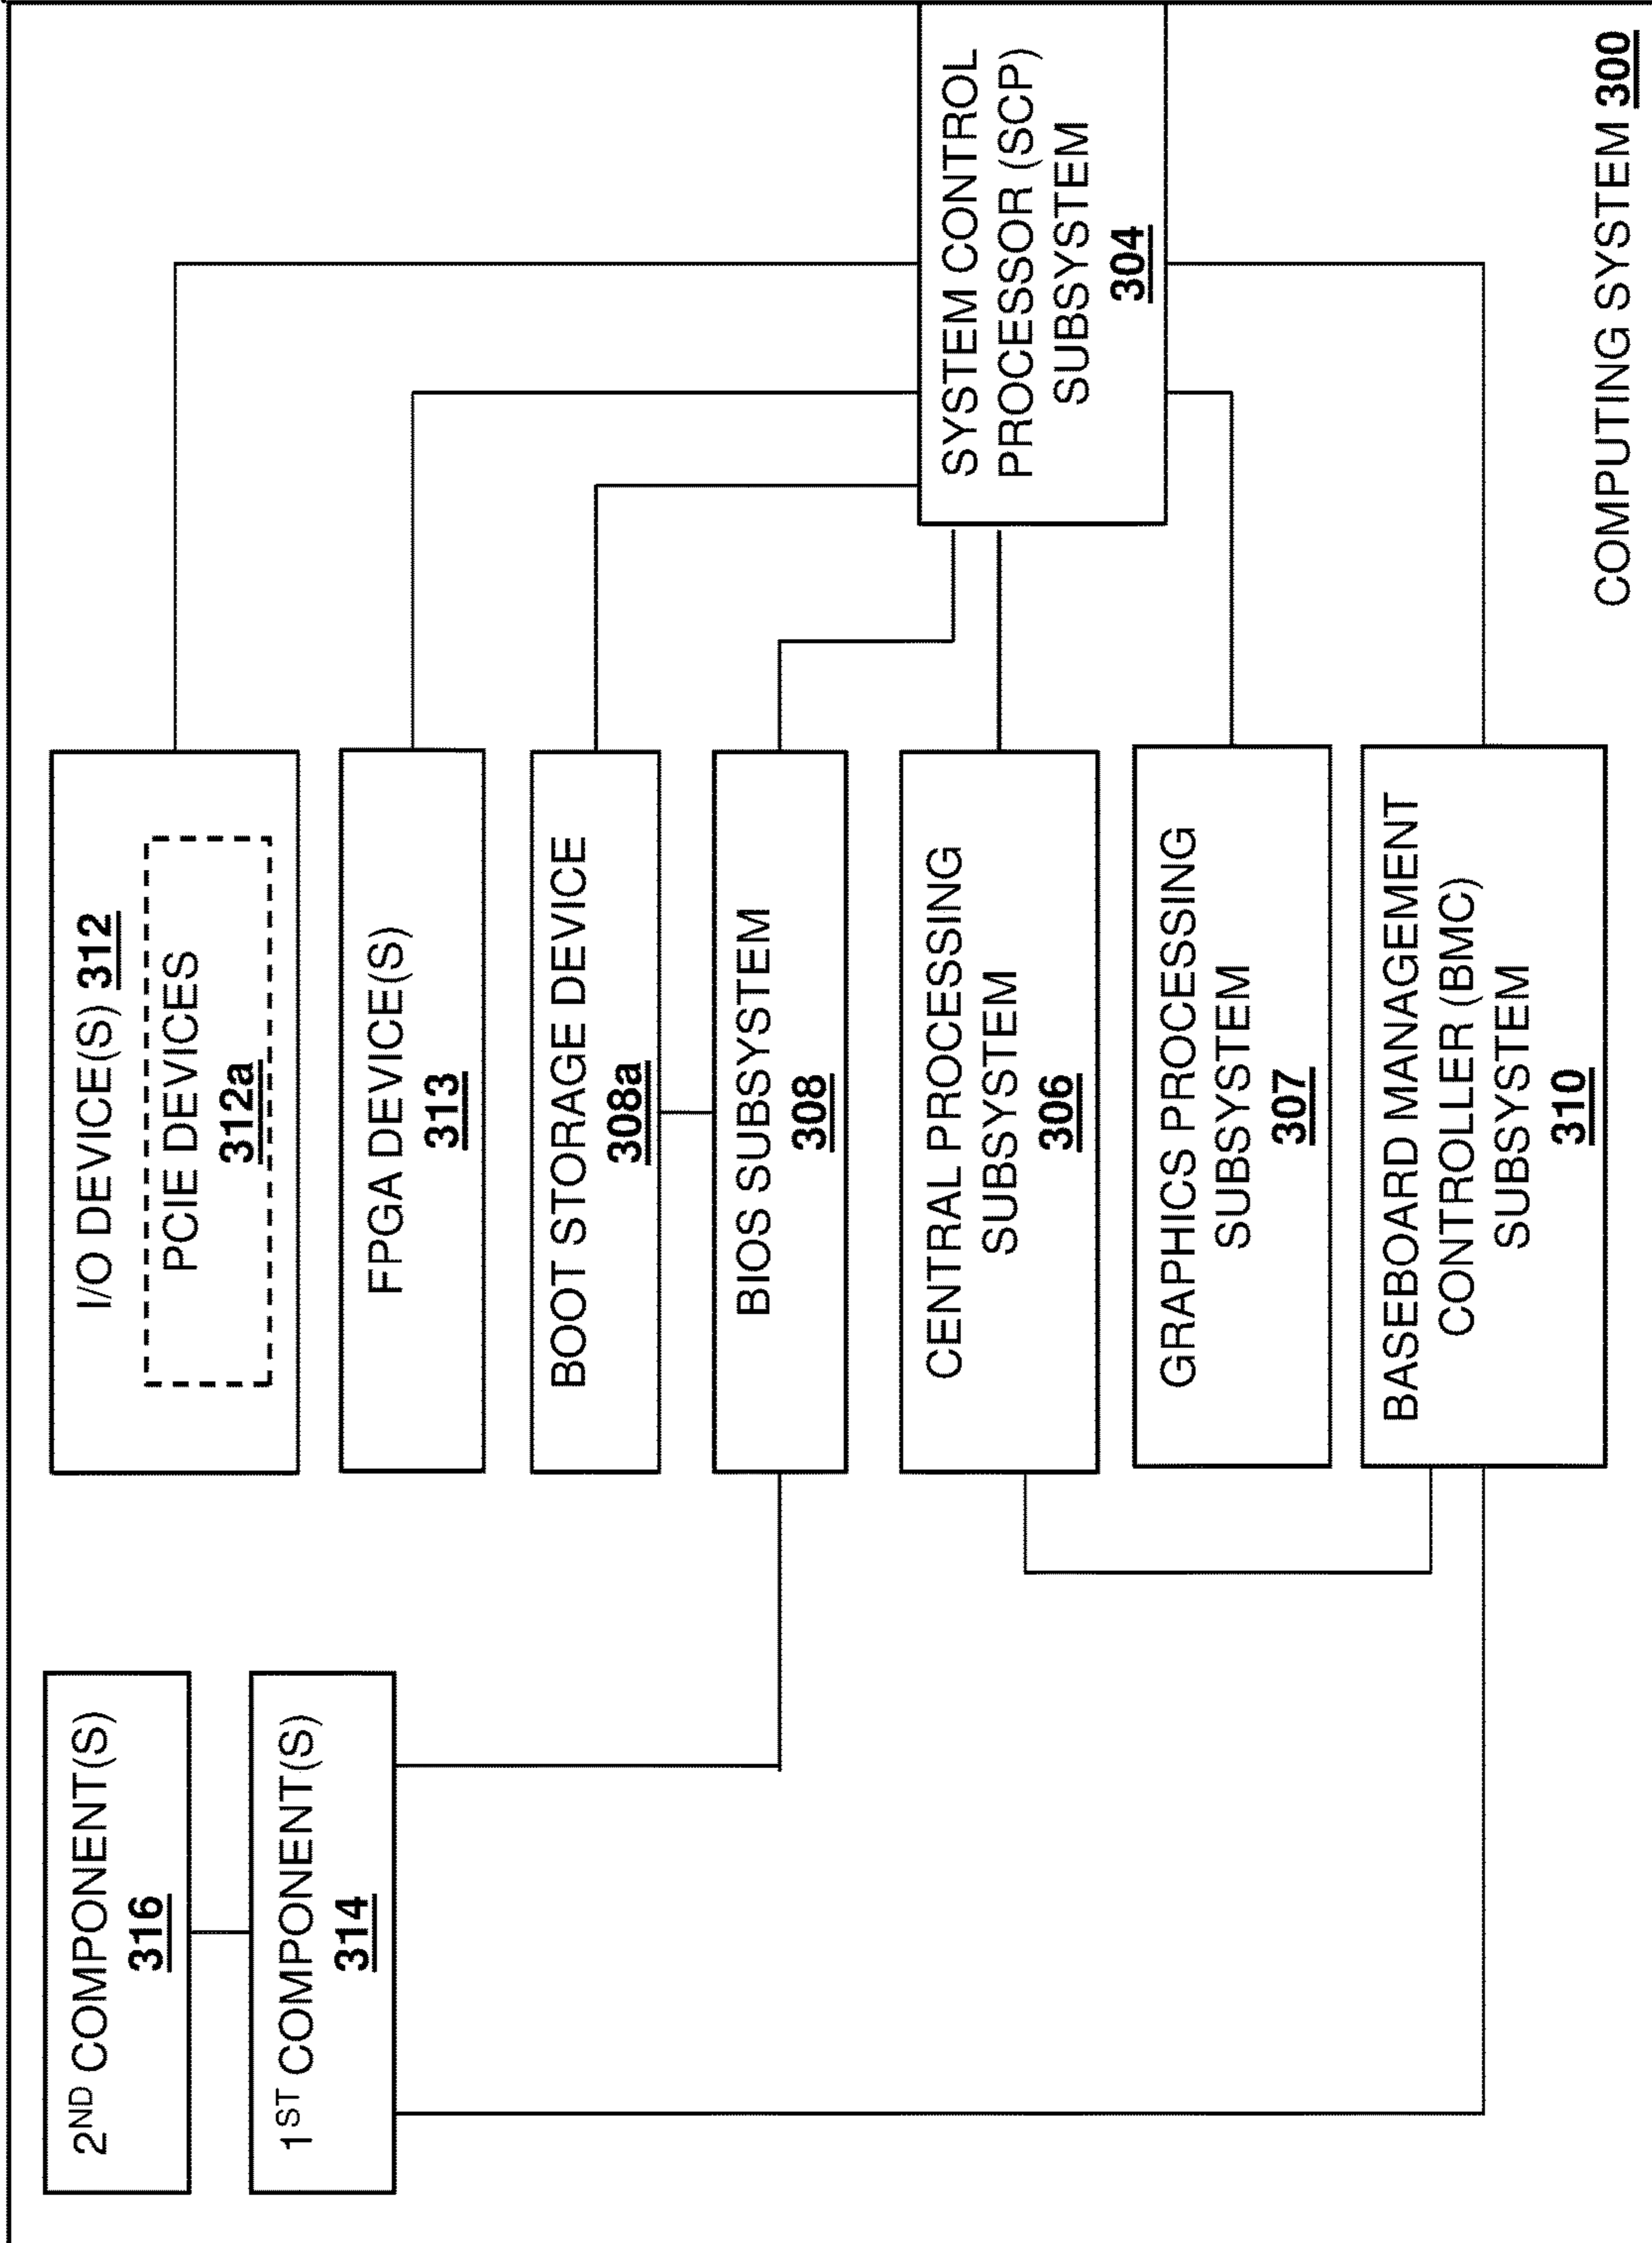 2ND COMPONENT(S)
316
1ST COMPONENT(S)
314
I/O DEVICE(S) 312
PCIE DEVICES
312a
FPGA DEVICE(S)
313
BOOT STORAGE DEVICE
308a
BIOS SUBSYSTEM
308
CENTRAL PROCESSING
SUBSYSTEM
306
GRAPHICS PROCESSING
SUBSYSTEM
307
BASEBOARD MANAGEMENT
CONTROLLER (BMC)
SUBSYSTEM
310
SYSTEM CONTROL
PROCESSOR (SCP)
SUBSYSTEM
304
COMPUTING SYSTEM 300